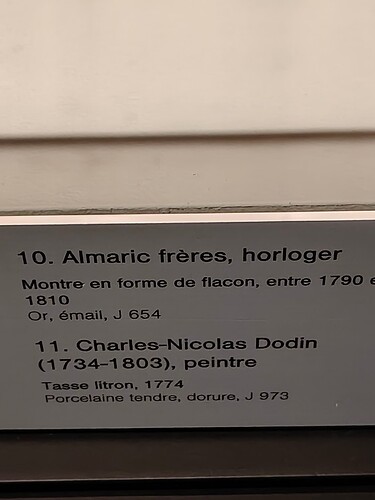 10. Almaric frères, horloger
Montre en forme de flacon, entre 1790 e
1810
Or, émail, J 654
11. Charles-Nicolas Dodin
(1734-1803), peintre
Tasse litron, 1774
Porcelaine tendre, dorure, J 973